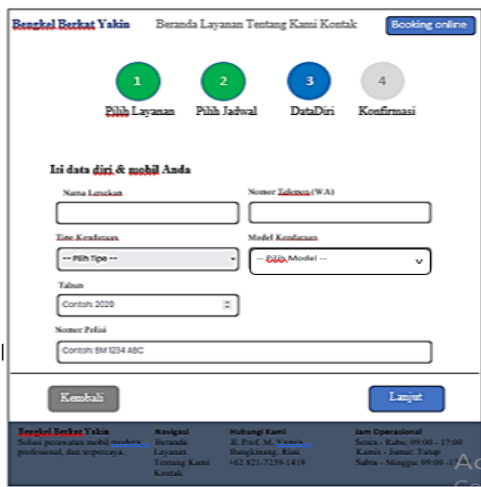 Bengkel Berkat Yakin Beranda Layanan Tentang Kami Kontak Booking online
1 2 3 4
Pilih Layanan Pilih Jadwal DataDiri Konfirmasi
Isi data diri & mobil Anda
Nama Lengkap Nomor Telepon (WA)
Tipe Kendaraan Model Kendaraan
-- Pilih Tipe -- -- Pilih Model --
Tahun
Contoh: 2020
Nomor Polisi
Contoh: BM 1234 ABC
Kembali Lanjut
Bengkel Berkat Yakin Navigasi Hubungi Kami Jam Operasional
Solusi perawatan mobil modern, Beranda Jl. Prof. M. Yamin Senin - Rabu: 09:00 - 17:00
profesional, dan terpercaya. Layanan Bangkinang, Riau Kamis - Jumat: Tutup
Tentang Kami +62 821-7239-1419 Sabtu - Minggu: 09:00 -
Kontak